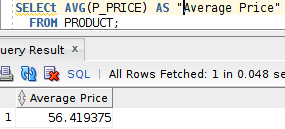 SELECt AVG(P_PRICE) AS "Average Price"
FROM PRODUCT;
Query Result
SQL | All Rows Fetched: 1 in 0.048 se
Average Price
1 56.419375